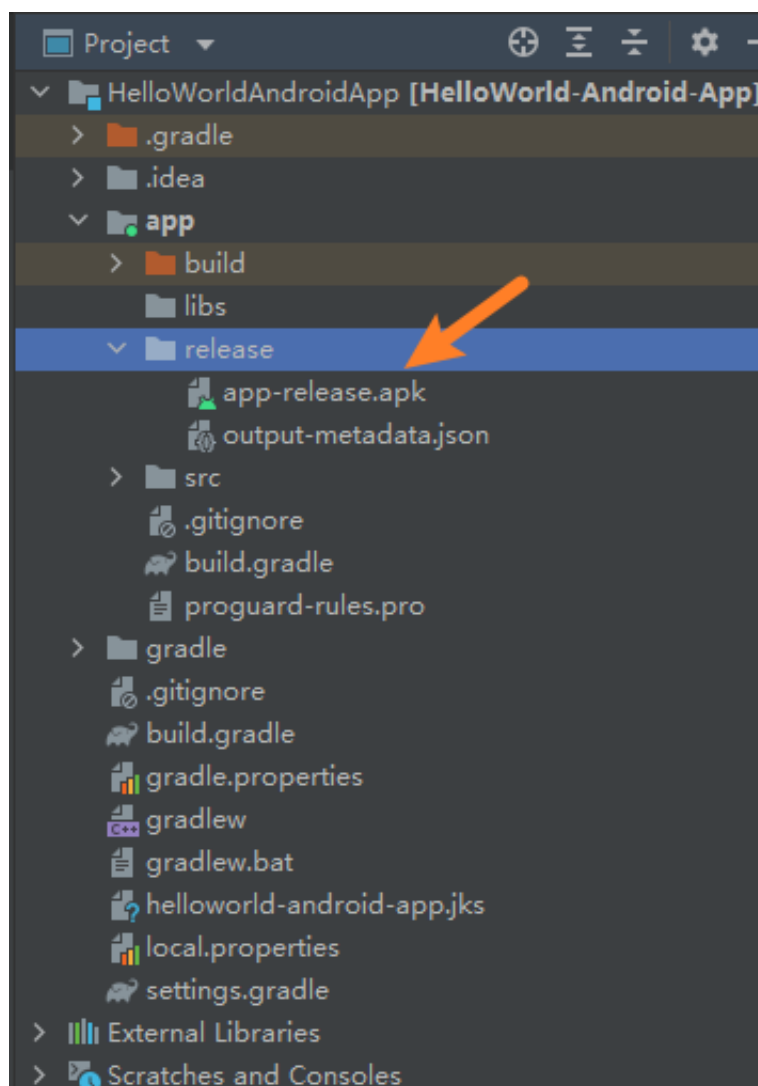 Project
HelloWorldAndroidApp [HelloWorld-Android-App]
.gradle
.idea
app
build
libs
release
app-release.apk
output-metadata.json
src
.gitignore
build.gradle
proguard-rules.pro
gradle
.gitignore
build.gradle
gradle.properties
C++ gradlew
gradlew.bat
helloworld-android-app.jks
local.properties
settings.gradle
External Libraries
Scratches and Consoles